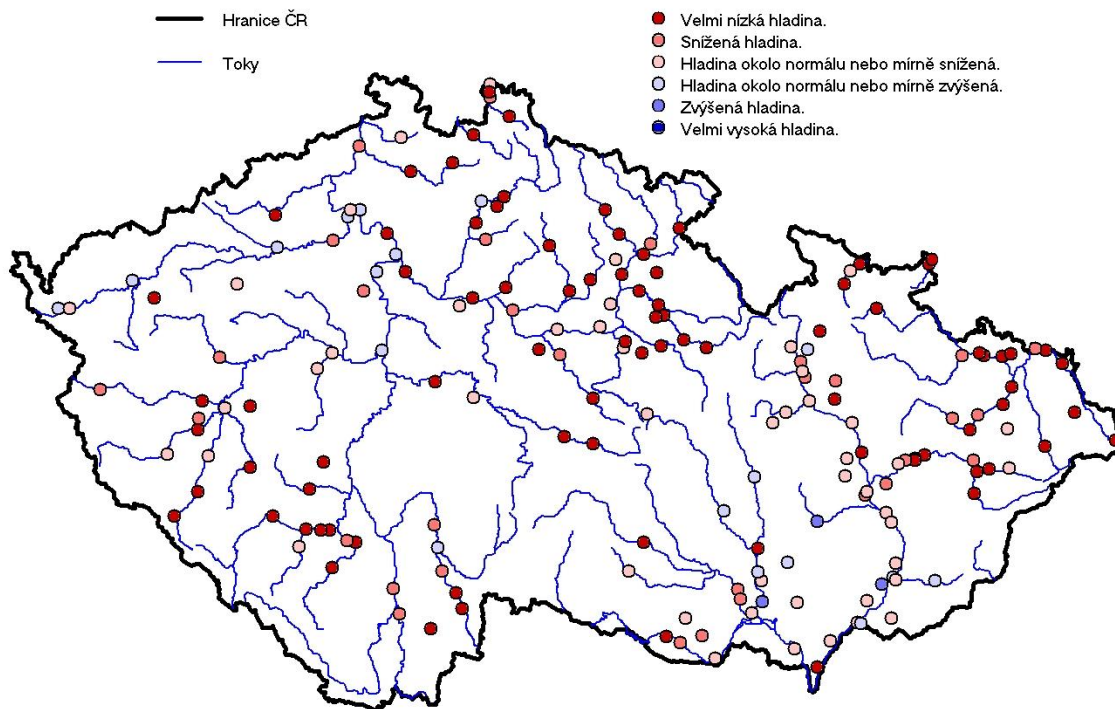 Hranice ČR
Toky
Velmi nízká hladina.
Snížená hladina.
Hladina okolo normálu nebo mírně snížená.
Hladina okolo normálu nebo mírně zvýšená.
Zvýšená hladina.
Velmi vysoká hladina.